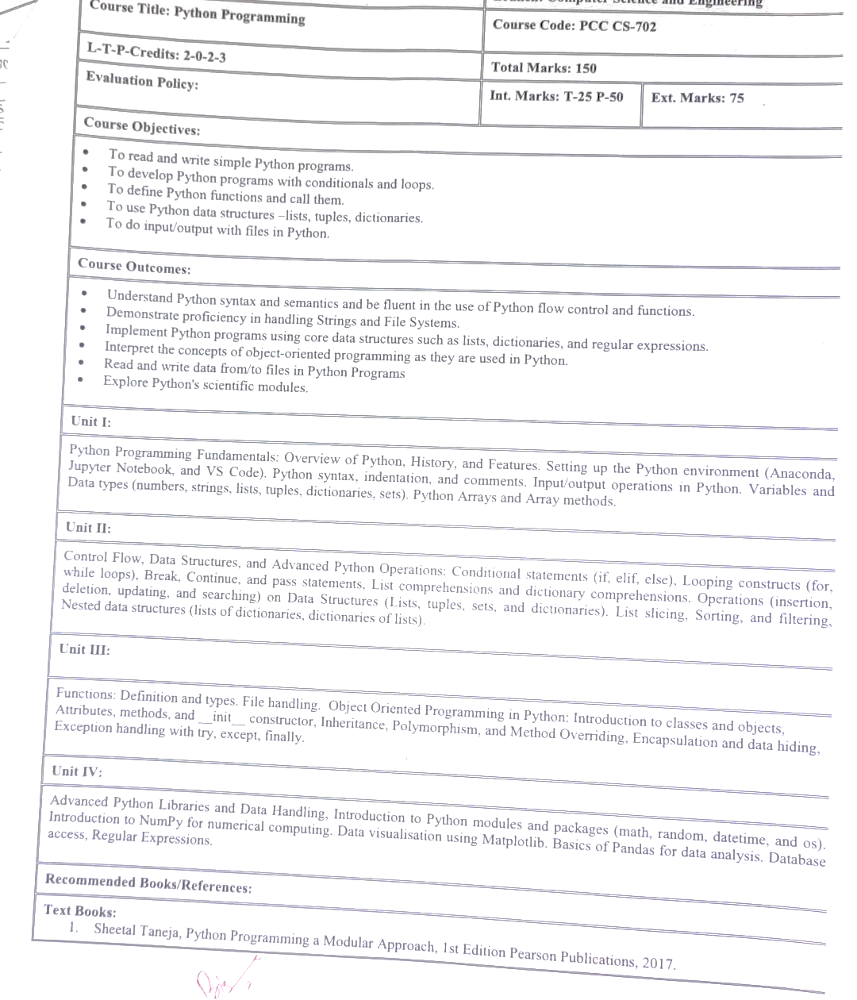 Computer Science and Engineering
Course Title: Python Programming
Course Code: PCC CS-702
L-T-P-Credits: 2-0-2-3
Total Marks: 150
Evaluation Policy:
Int. Marks: T-25 P-50
Ext. Marks: 75
Course Objectives:
• To read and write simple Python programs.
• To develop Python programs with conditionals and loops.
• To define Python functions and call them.
• To use Python data structures –lists, tuples, dictionaries.
• To do input/output with files in Python.
Course Outcomes:
• Understand Python syntax and semantics and be fluent in the use of Python flow control and functions.
• Demonstrate proficiency in handling Strings and File Systems.
• Implement Python programs using core data structures such as lists, dictionaries, and regular expressions.
• Interpret the concepts of object-oriented programming as they are used in Python.
• Read and write data from/to files in Python Programs
• Explore Python's scientific modules.
Unit I:
Python Programming Fundamentals: Overview of Python, History, and Features. Setting up the Python environment (Anaconda,
Jupyter Notebook, and VS Code). Python syntax, indentation, and comments. Input/output operations in Python. Variables and
Data types (numbers, strings, lists, tuples, dictionaries, sets). Python Arrays and Array methods.
Unit II:
Control Flow, Data Structures, and Advanced Python Operations: Conditional statements (if, elif, else), Looping constructs (for,
while loops), Break, Continue, and pass statements, List comprehensions and dictionary comprehensions. Operations (insertion,
deletion, updating, and searching) on Data Structures (Lists, tuples, sets, and dictionaries). List slicing, Sorting, and filtering,
Nested data structures (lists of dictionaries, dictionaries of lists).
Unit III:
Functions: Definition and types. File handling. Object Oriented Programming in Python: Introduction to classes and objects,
Attributes, methods, and __init__ constructor, Inheritance, Polymorphism, and Method Overriding, Encapsulation and data hiding,
Exception handling with try, except, finally.
Unit IV:
Advanced Python Libraries and Data Handling, Introduction to Python modules and packages (math, random, datetime, and os).
Introduction to NumPy for numerical computing. Data visualisation using Matplotlib. Basics of Pandas for data analysis. Database
access, Regular Expressions.
Recommended Books/References:
Text Books:
1. Sheetal Taneja, Python Programming a Modular Approach, 1st Edition Pearson Publications, 2017.